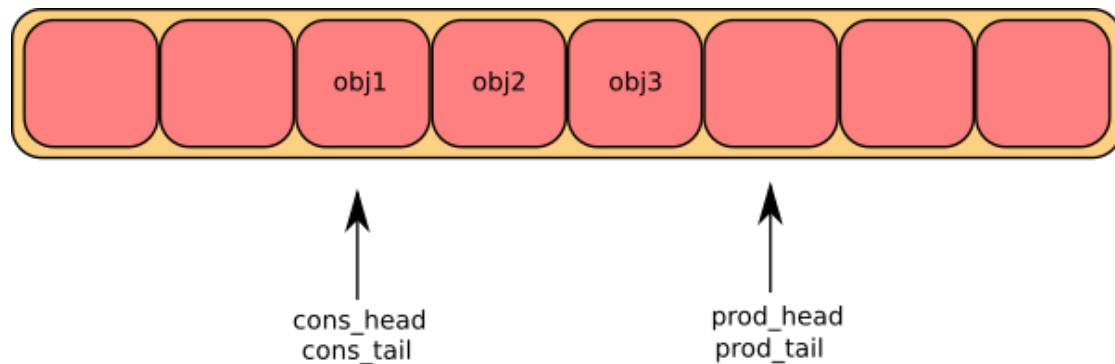 obj1 obj2 obj3
cons_head
cons_tail
prod_head
prod_tail